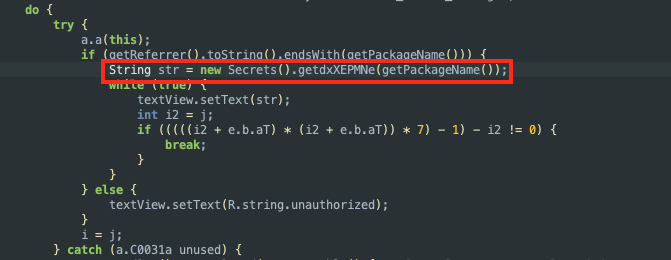 do {
try {
a.a(this);
if (getReferrer().toString().endsWith(getPackageName())) {
String str = new Secrets().getdxXEPMNe(getPackageName());
while (true) {
textView.setText(str);
int i2 = j;
if (((((i2 + e.b.aT) * (i2 + e.b.aT)) * 7) - 1) - i2 != 0) {
break;
}
}
} else {
textView.setText(R.string.unauthorized);
}
i = j;
} catch (a.C0031a unused) {